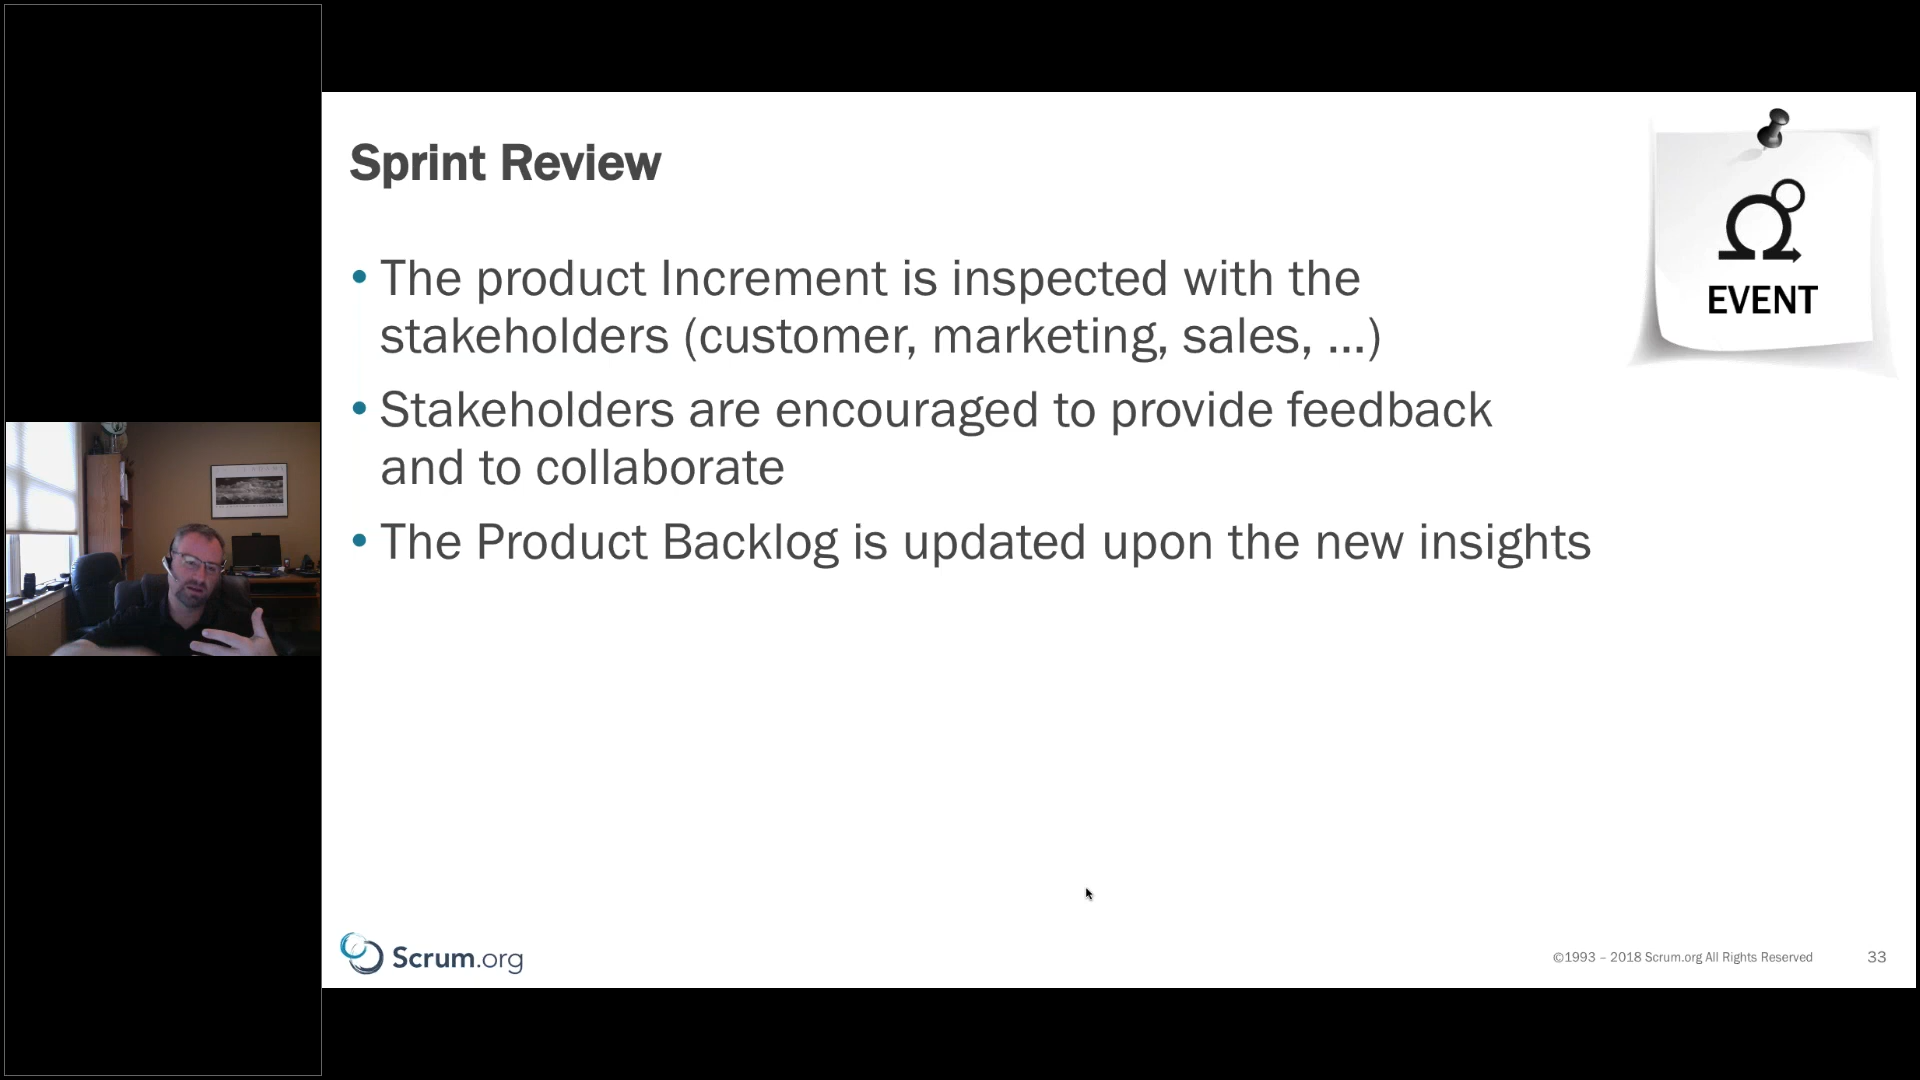 Sprint Review
• The product Increment is inspected with the
stakeholders (customer, marketing, sales, ...)
• Stakeholders are encouraged to provide feedback
and to collaborate
• The Product Backlog is updated upon the new insights
EVENT
Scrum.org
©1993 – 2018 Scrum.org All Rights Reserved
33